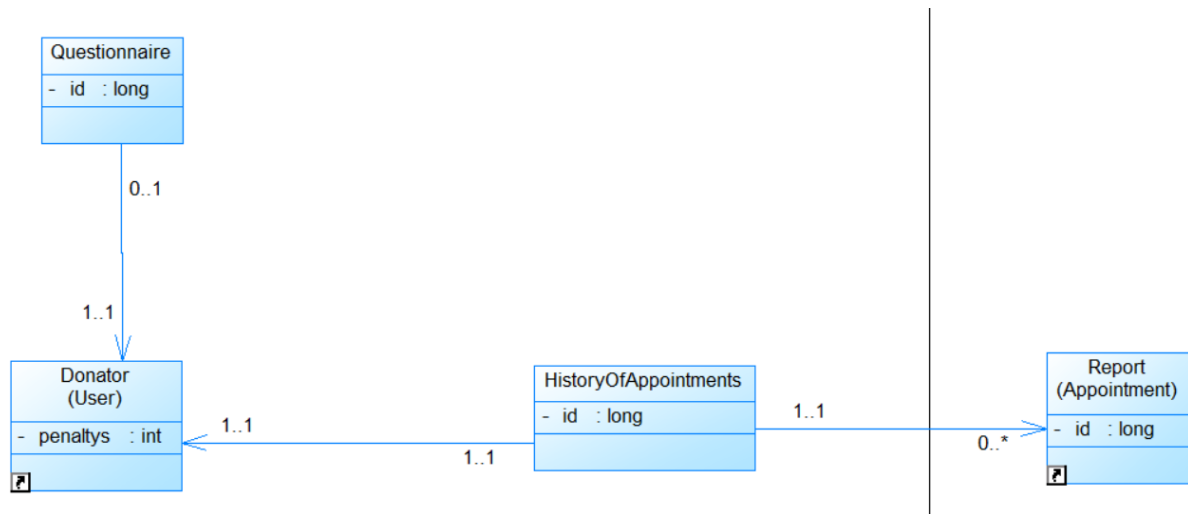 Questionnaire
- id : long
0..1
1..1
Donator
(User)
- penaltys : int
1..1
1..1
HistoryOfAppointments
- id : long
1..1
0..*
Report
(Appointment)
- id : long